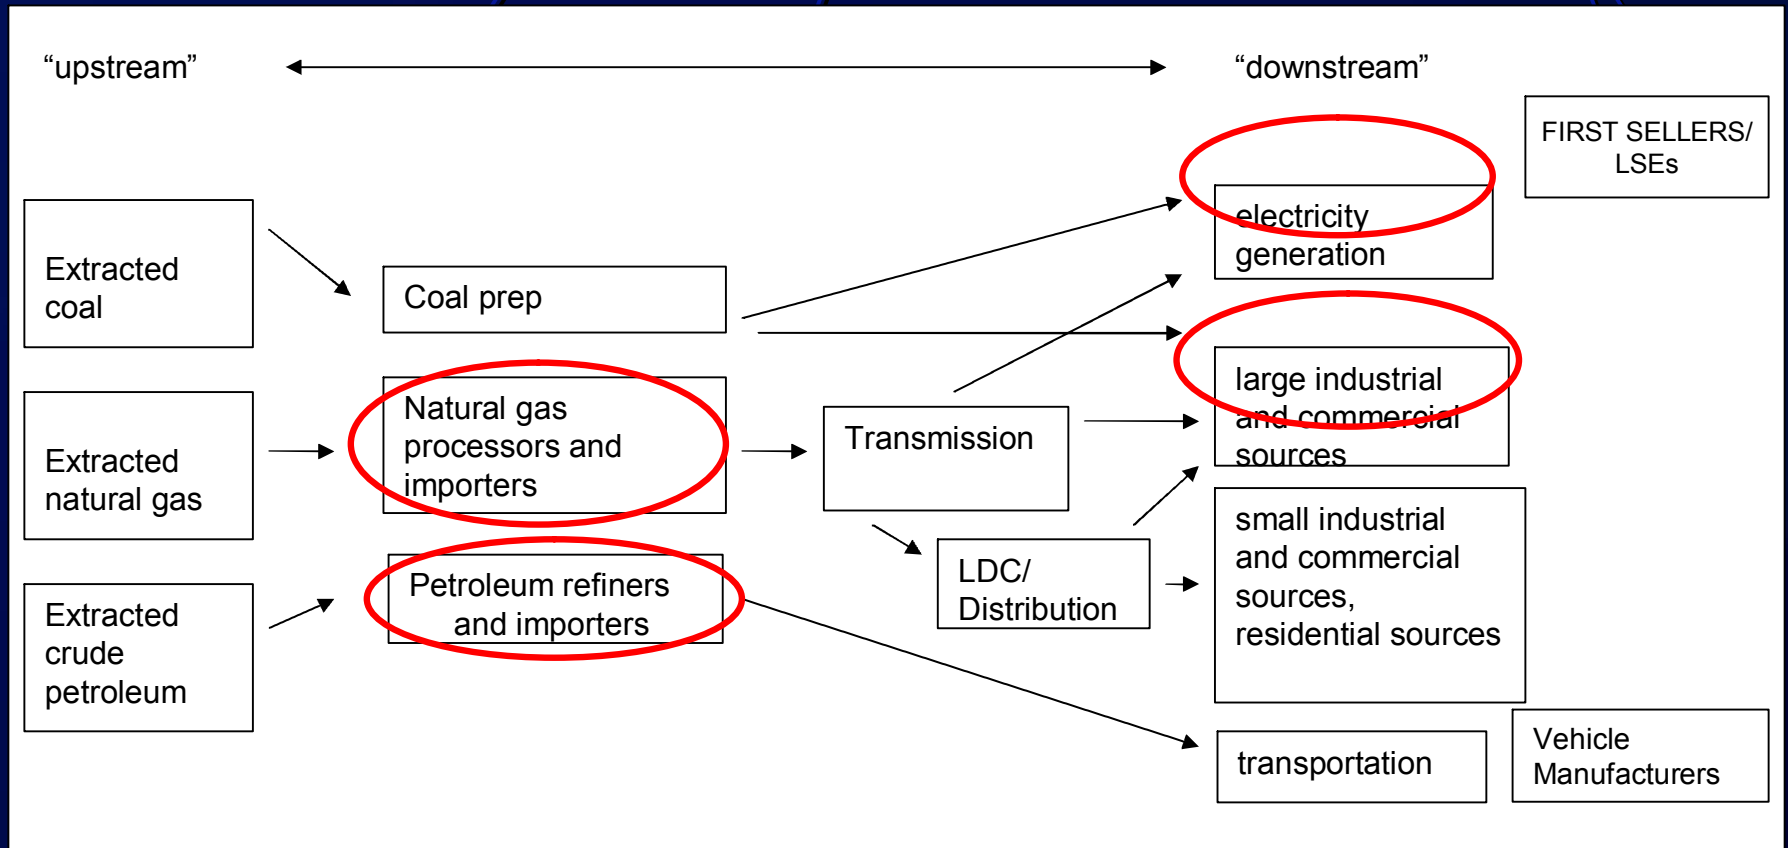 “upstream”
“downstream”
FIRST SELLERS/
LSEs
electricity
generation
Extracted
coal
Coal prep
large industrial
and commercial
sources
Natural gas
processors and
importers
Transmission
Extracted
natural gas
small industrial
and commercial
sources,
residential sources
LDC/
Distribution
Petroleum refiners
and importers
Extracted
crude
petroleum
transportation
Vehicle
Manufacturers